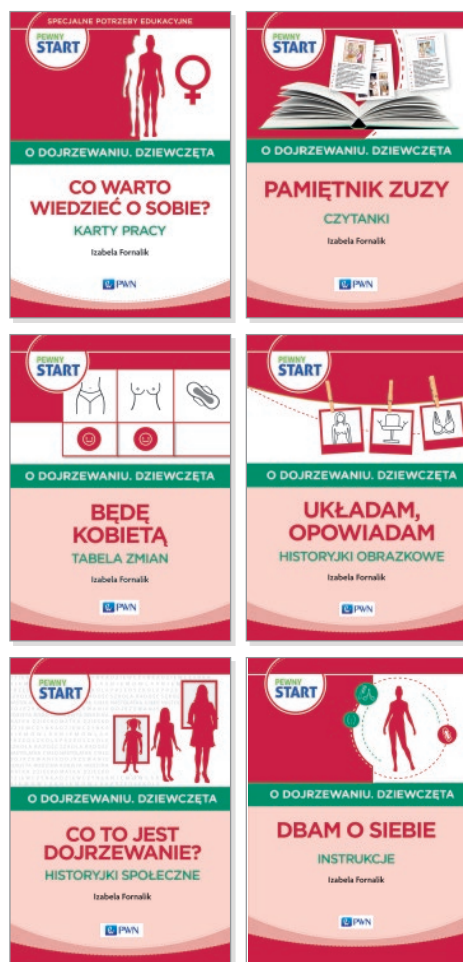 SPECJALNE POTRZEBY EDUKACYJNE
PEWNY
START
O DOJRZEWANIU. DZIEWCZĘTA
CO WARTO
WIEDZIEĆ O SOBIE?
KARTY PRACY
Izabela Fornalik
PWN
PEWNY
START
O DOJRZEWANIU. DZIEWCZĘTA
PAMIĘTNIK ZUZY
CZYTANKI
Izabela Fornalik
PWN
PEWNY
START
O DOJRZEWANIU. DZIEWCZĘTA
BĘDĘ
KOBIETĄ
TABELA ZMIAN
Izabela Fornalik
PWN
PEWNY
START
O DOJRZEWANIU. DZIEWCZĘTA
UKŁADAM,
OPOWIADAM
HISTORYJKI OBRAZKOWE
Izabela Fornalik
PWN
PEWNY
START
O DOJRZEWANIU. DZIEWCZĘTA
CO TO JEST
DOJRZEWANIE?
HISTORYJKI SPOŁECZNE
Izabela Fornalik
PWN
PEWNY
START
O DOJRZEWANIU. DZIEWCZĘTA
DBAM O SIEBIE
INSTRUKCJE
Izabela Fornalik
PWN